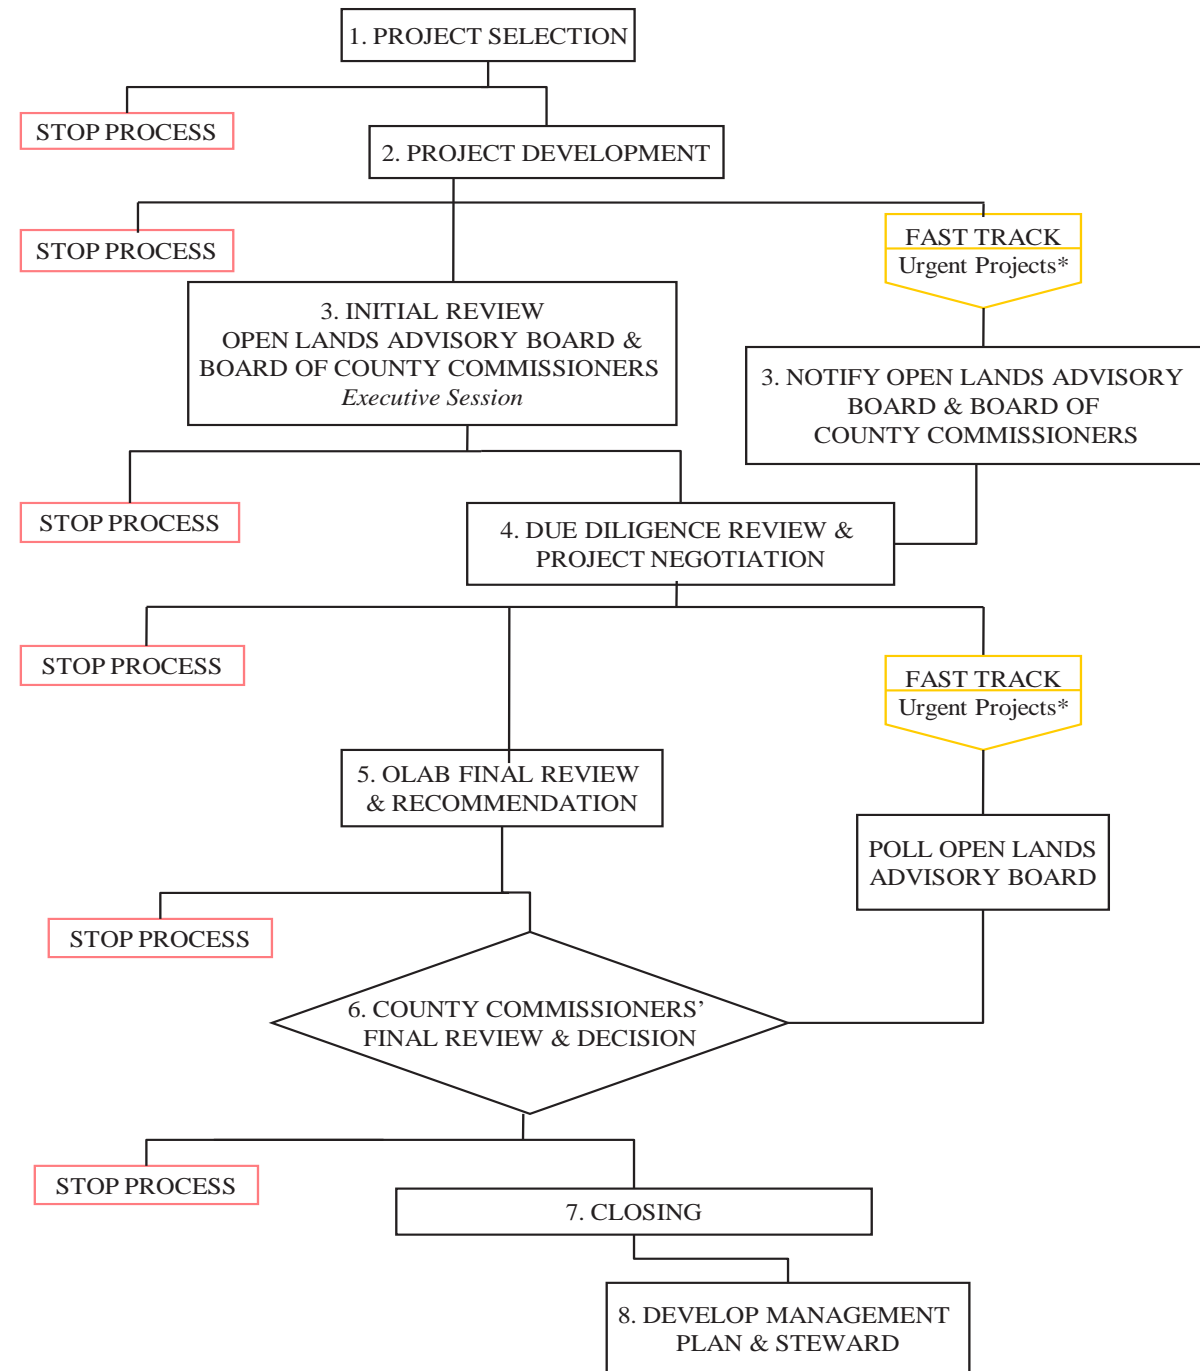 1. PROJECT SELECTION
STOP PROCESS
2. PROJECT DEVELOPMENT
STOP PROCESS
FAST TRACK
Urgent Projects*
3. INITIAL REVIEW
OPEN LANDS ADVISORY BOARD &
BOARD OF COUNTY COMMISSIONERS
Executive Session
3. NOTIFY OPEN LANDS ADVISORY
BOARD & BOARD OF
COUNTY COMMISSIONERS
STOP PROCESS
4. DUE DILIGENCE REVIEW &
PROJECT NEGOTIATION
STOP PROCESS
FAST TRACK
Urgent Projects*
5. OLAB FINAL REVIEW
& RECOMMENDATION
POLL OPEN LANDS
ADVISORY BOARD
STOP PROCESS
6. COUNTY COMMISSIONERS’
FINAL REVIEW & DECISION
STOP PROCESS
7. CLOSING
8. DEVELOP MANAGEMENT
PLAN & STEWARD